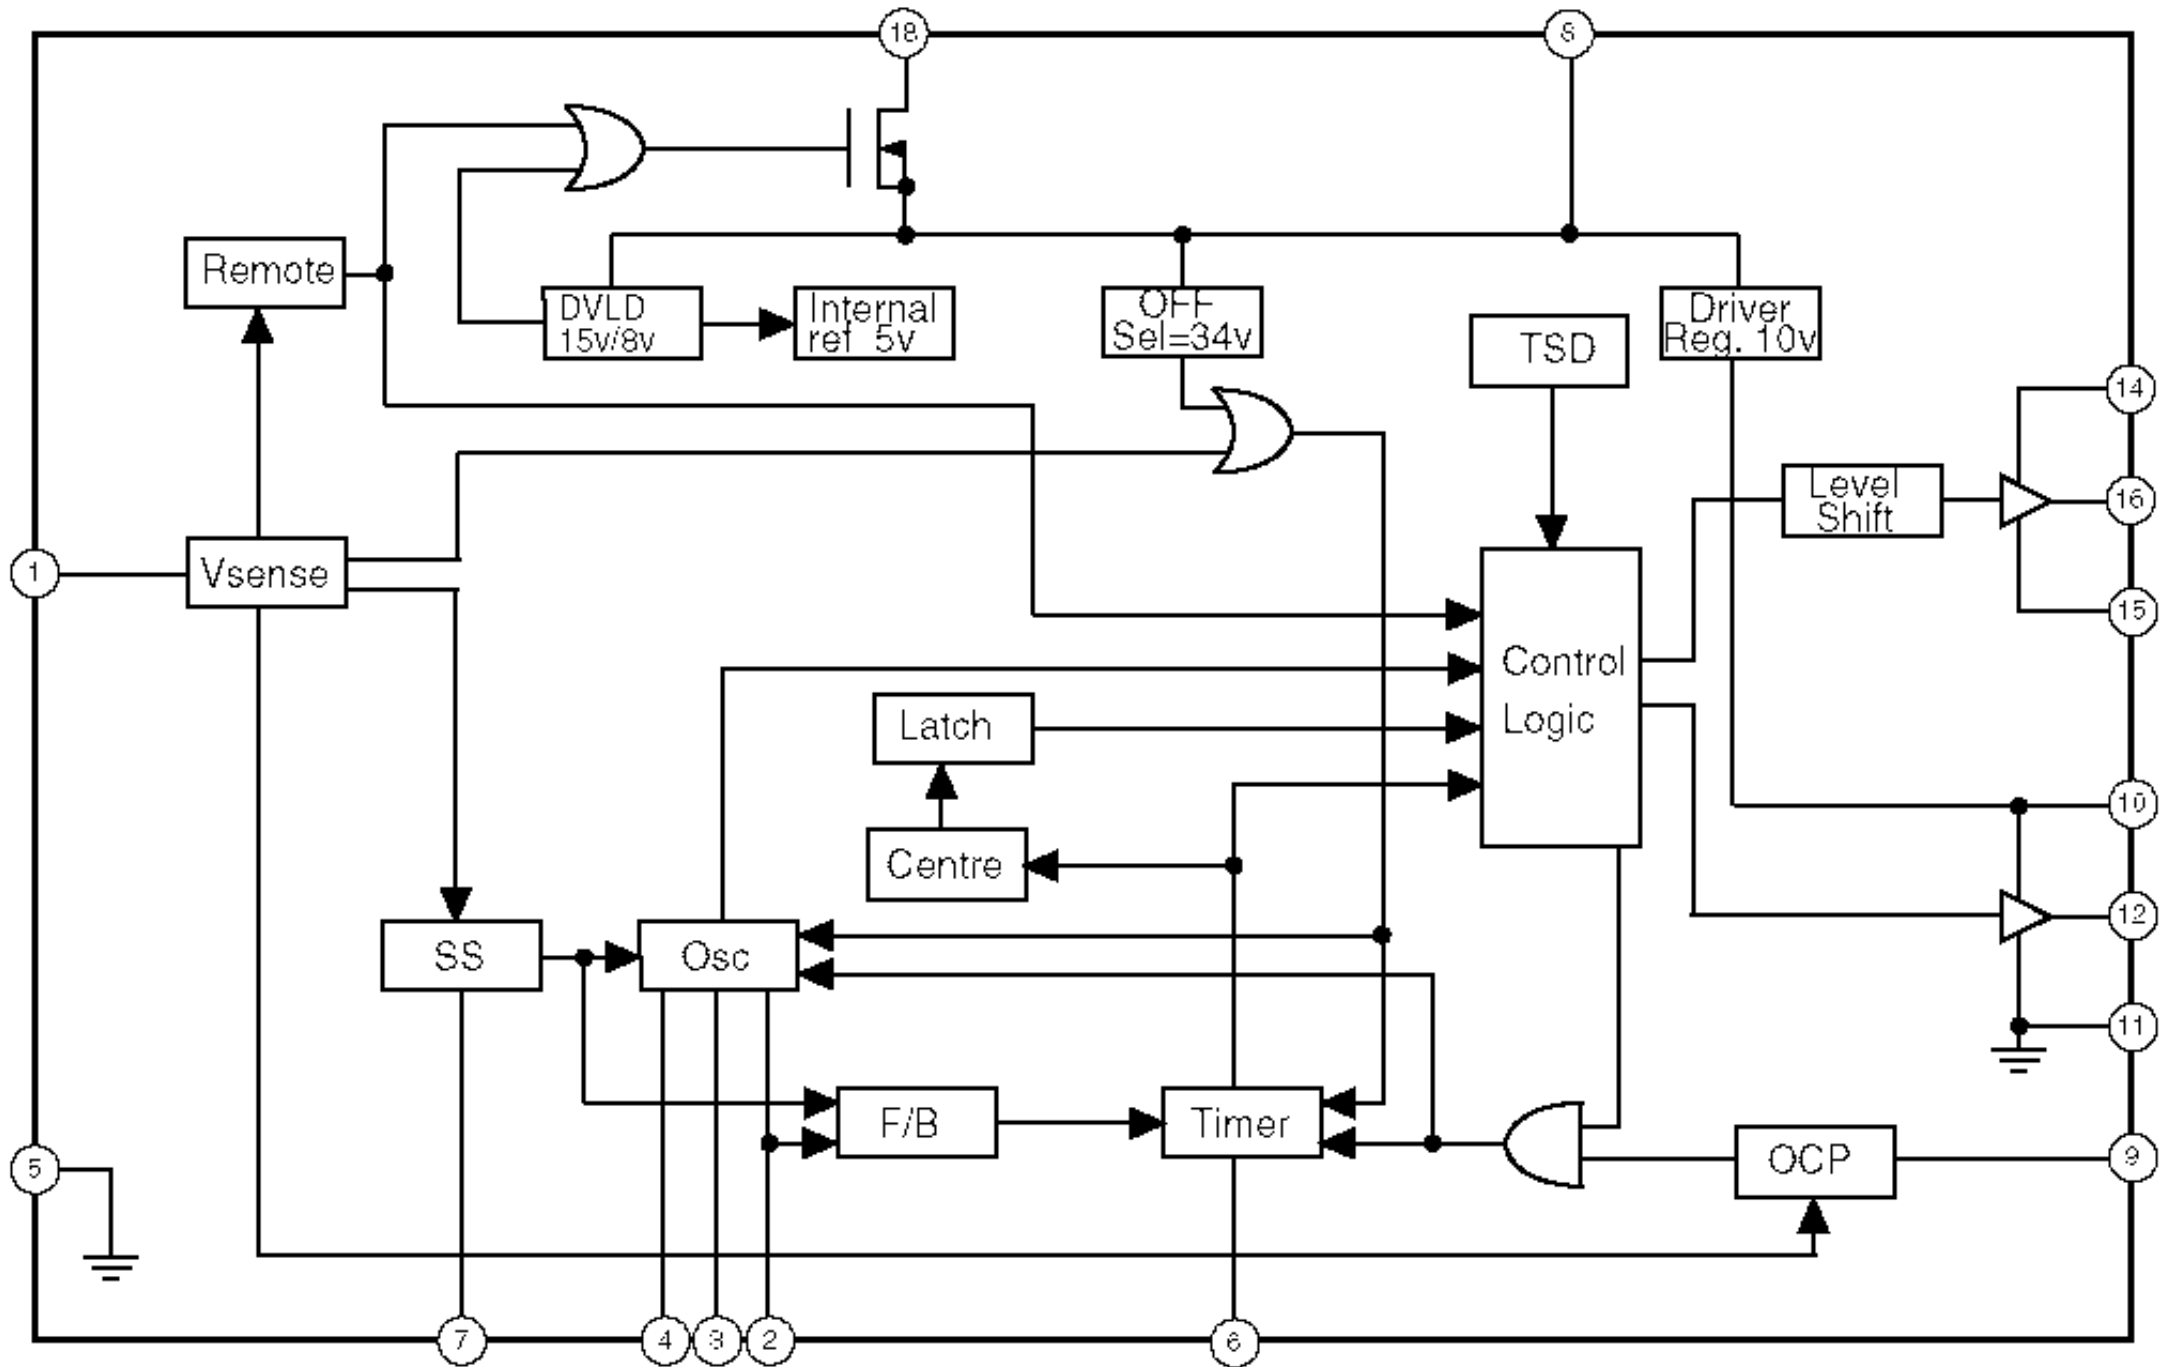 18
8
Remote
DVLD
15v/8v
Internal
ref 5v
OFF
Sel=34v
TSD
Driver
Reg. 10v
14
Level
Shift
16
1
Vsense
15
Control
Logic
Latch
10
Centre
12
SS
Osc
11
F/B
Timer
OCP
9
5
7
4
3
2
6